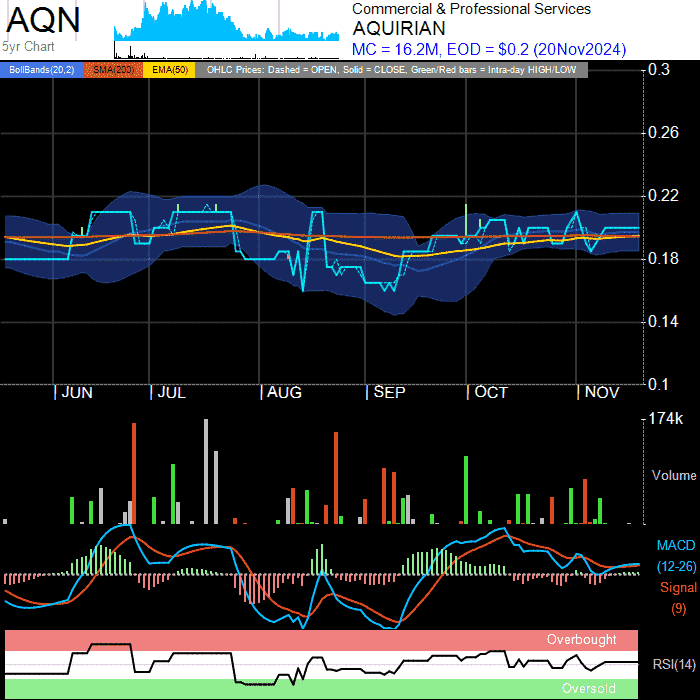 AQN
5yr Chart
Commercial & Professional Services
AQUIRIAN
MC = 16.2M, EOD = $0.2 (20Nov2024)
BollBands(20,2) SMA(200) EMA(50) OHLC Prices: Dashed = OPEN, Solid = CLOSE, Green/Red bars = Intra-day HIGH/LOW
0.3
0.26
0.22
0.18
0.14
0.1
| JUN | JUL | AUG | SEP | OCT | NOV
174k
Volume
MACD
(12-26)
Signal
(9)
Overbought
RSI(14)
Oversold